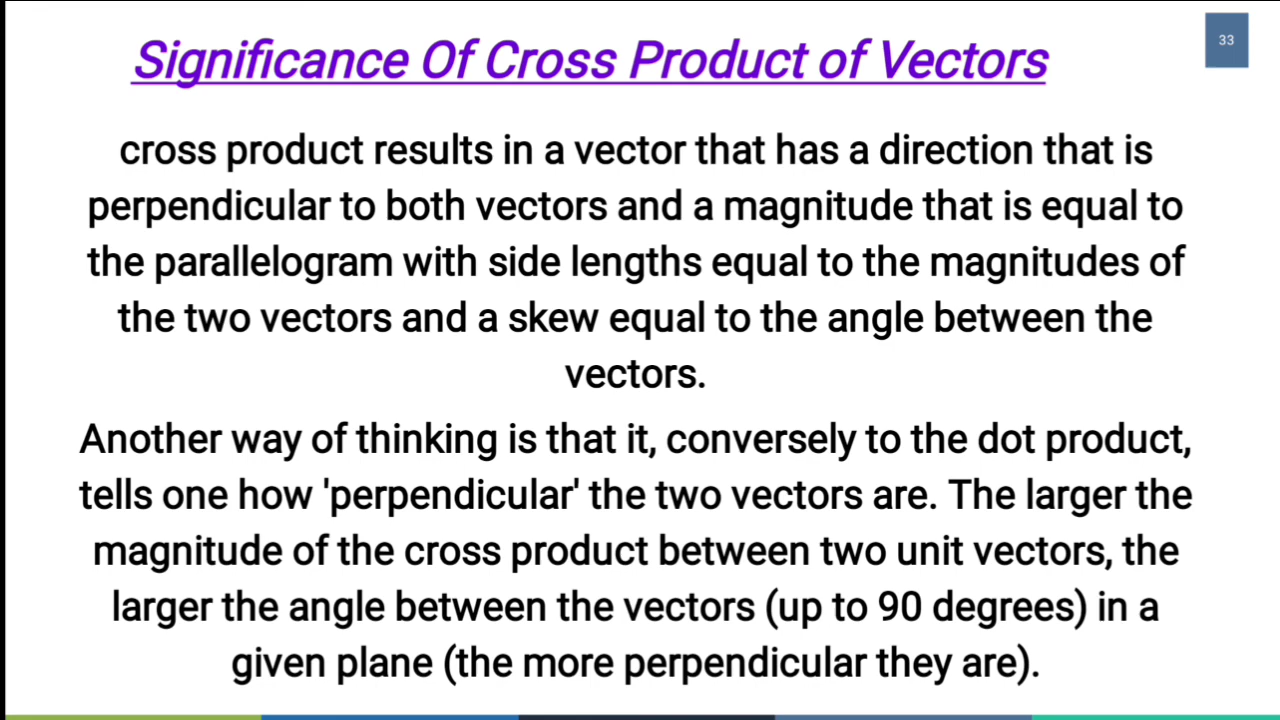 Significance Of Cross Product of Vectors
33
cross product results in a vector that has a direction that is
perpendicular to both vectors and a magnitude that is equal to
the parallelogram with side lengths equal to the magnitudes of
the two vectors and a skew equal to the angle between the
vectors.
Another way of thinking is that it, conversely to the dot product,
tells one how 'perpendicular' the two vectors are. The larger the
magnitude of the cross product between two unit vectors, the
larger the angle between the vectors (up to 90 degrees) in a
given plane (the more perpendicular they are).